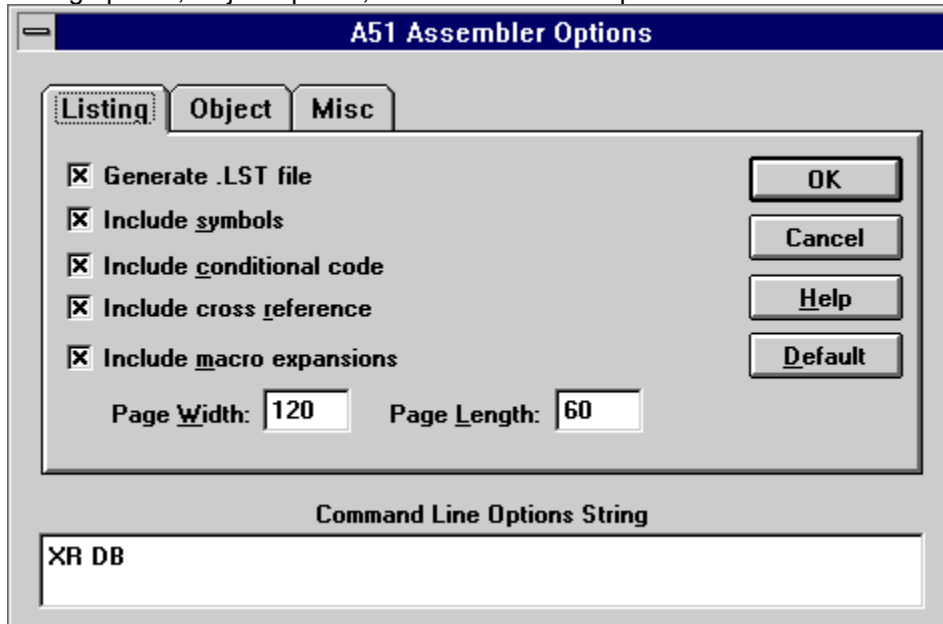 A51 Assembler Options
Listing Object Misc
Generate .LST file
OK
Include symbols
Cancel
Include conditional code
Include cross reference
Help
Include macro expansions
Default
Page Width: 120 Page Length: 60
Command Line Options String
XR DB